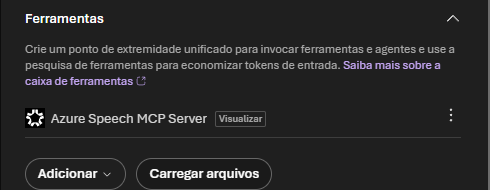 Ferramentas
Crie um ponto de extremidade unificado para invocar ferramentas e agentes e use a
pesquisa de ferramentas para economizar tokens de entrada. Saiba mais sobre a
caixa de ferramentas
Azure Speech MCP Server Visualizar
Adicionar Carregar arquivos